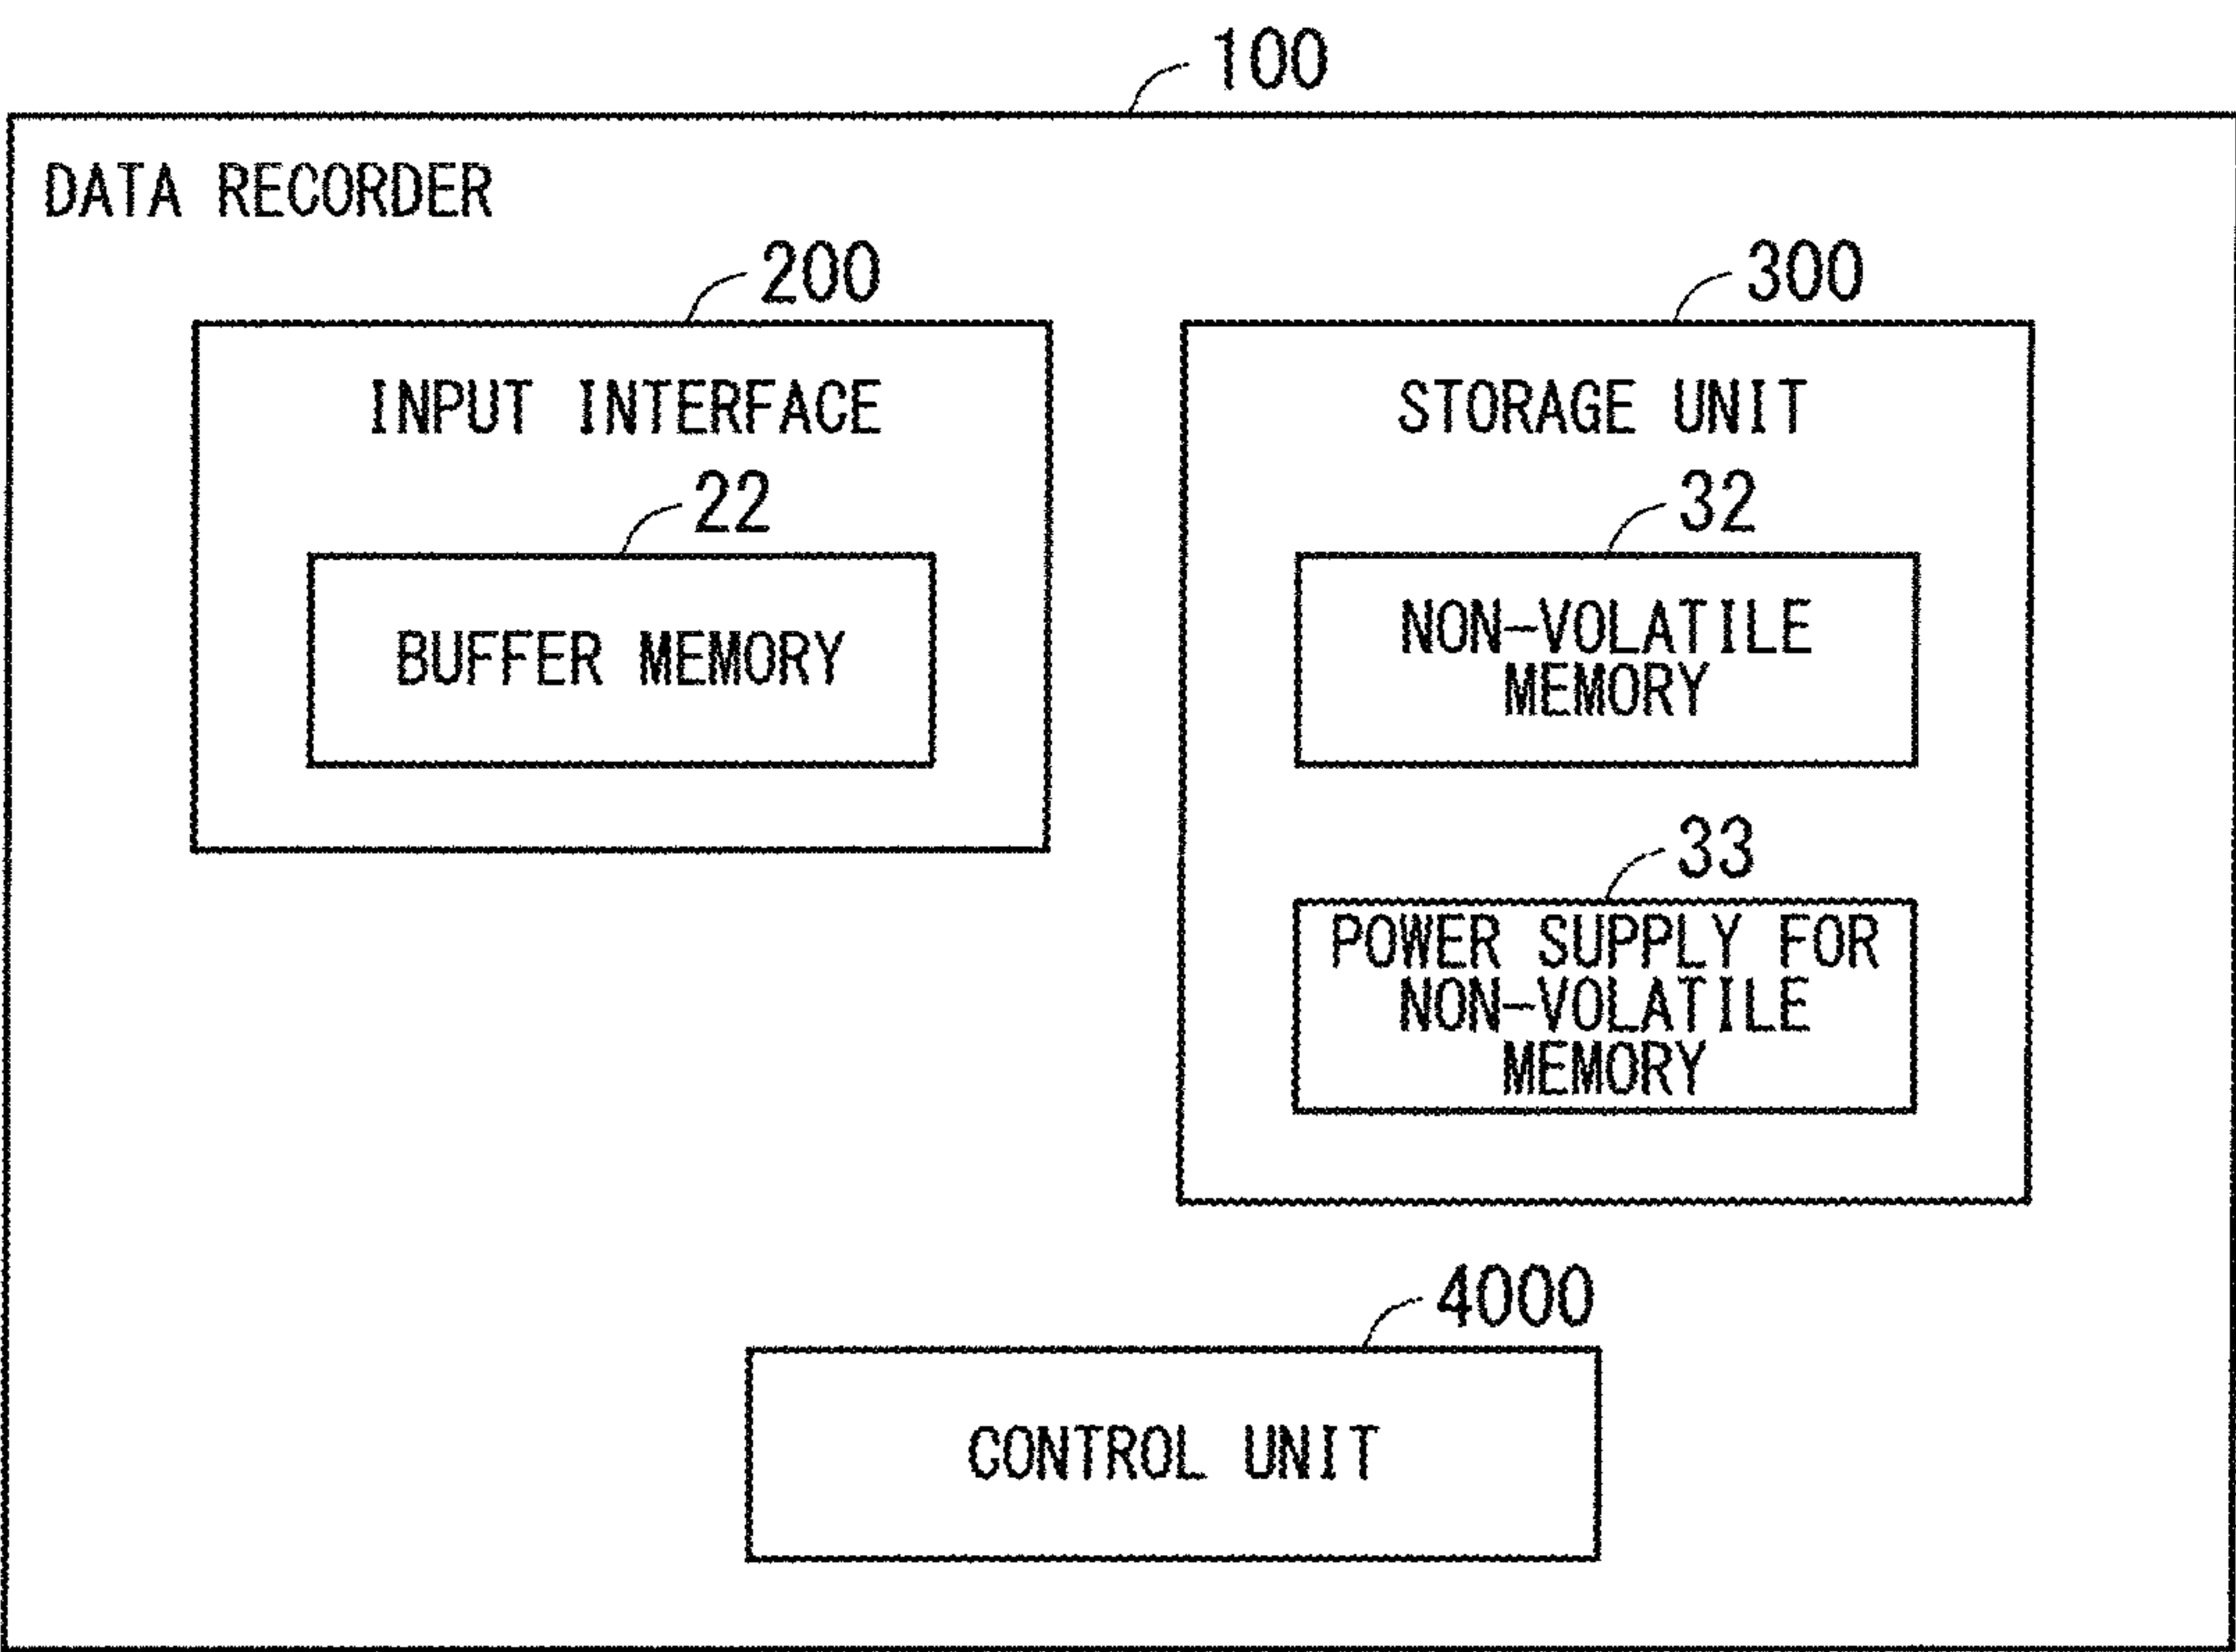 100
DATA RECORDER
200
INPUT INTERFACE
22
BUFFER MEMORY
300
STORAGE UNIT
32
NON-VOLATILE
MEMORY
33
POWER SUPPLY FOR
NON-VOLATILE
MEMORY
4000
CONTROL UNIT